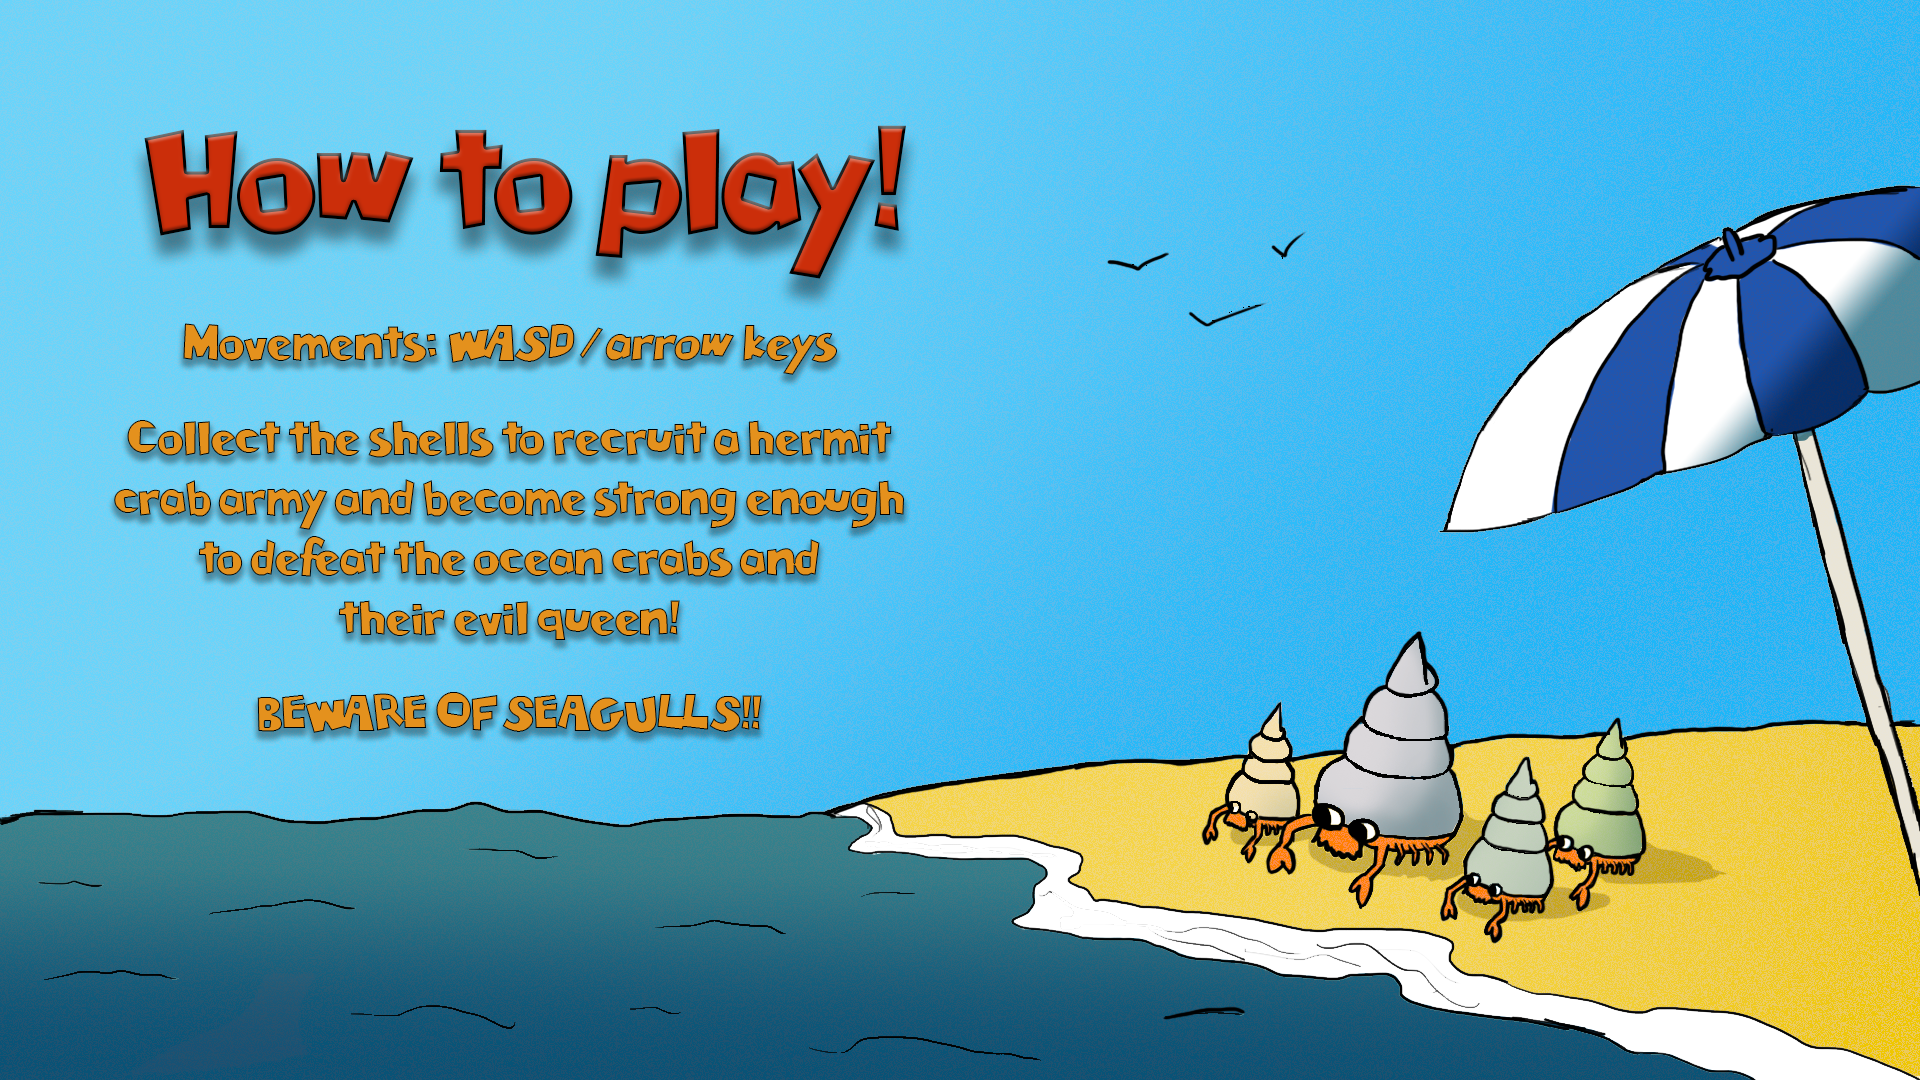 How to play!
Movements: WASD / arrow keys
Collect the shells to recruit a hermit
crab army and become strong enough
to defeat the ocean crabs and
their evil queen!
BEWARE OF SEAGULLS!!